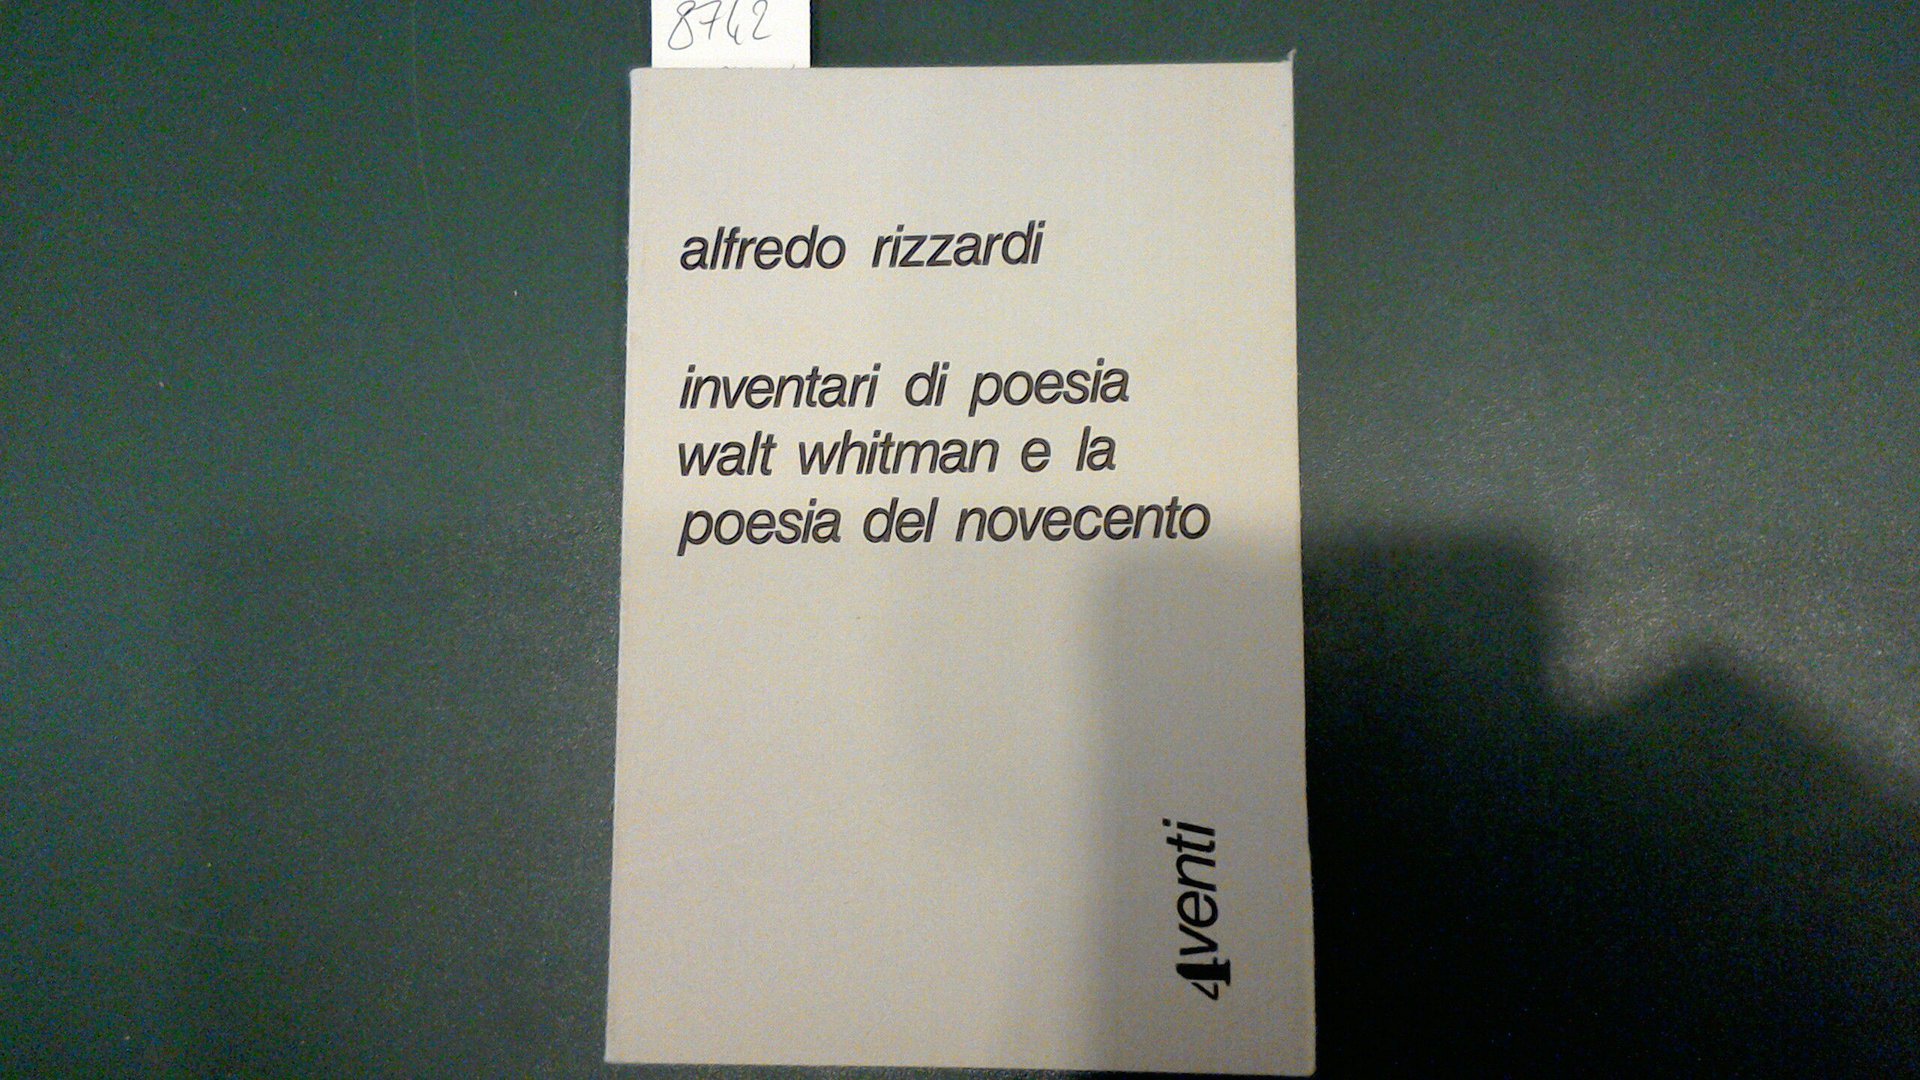 8742
alfredo rizzardi
inventari di poesia
walt whitman e la
poesia del novecento
4venti